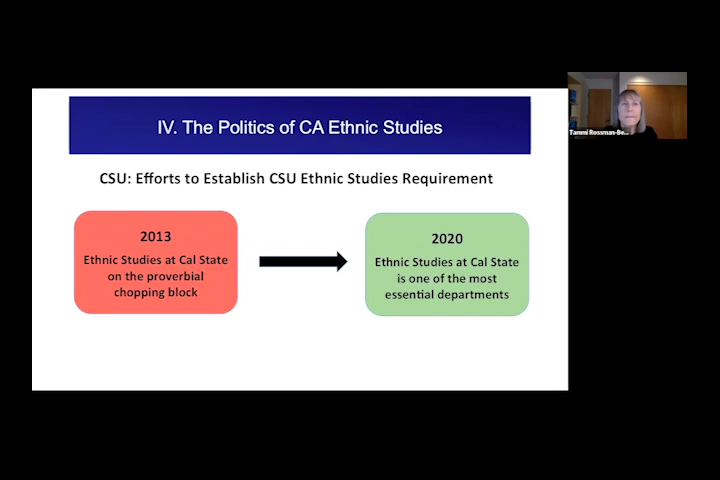 IV. The Politics of CA Ethnic Studies
CSU: Efforts to Establish CSU Ethnic Studies Requirement
2013
Ethnic Studies at Cal State
on the proverbial
chopping block
2020
Ethnic Studies at Cal State
is one of the most
essential departments
Tammi Rossman-Be...